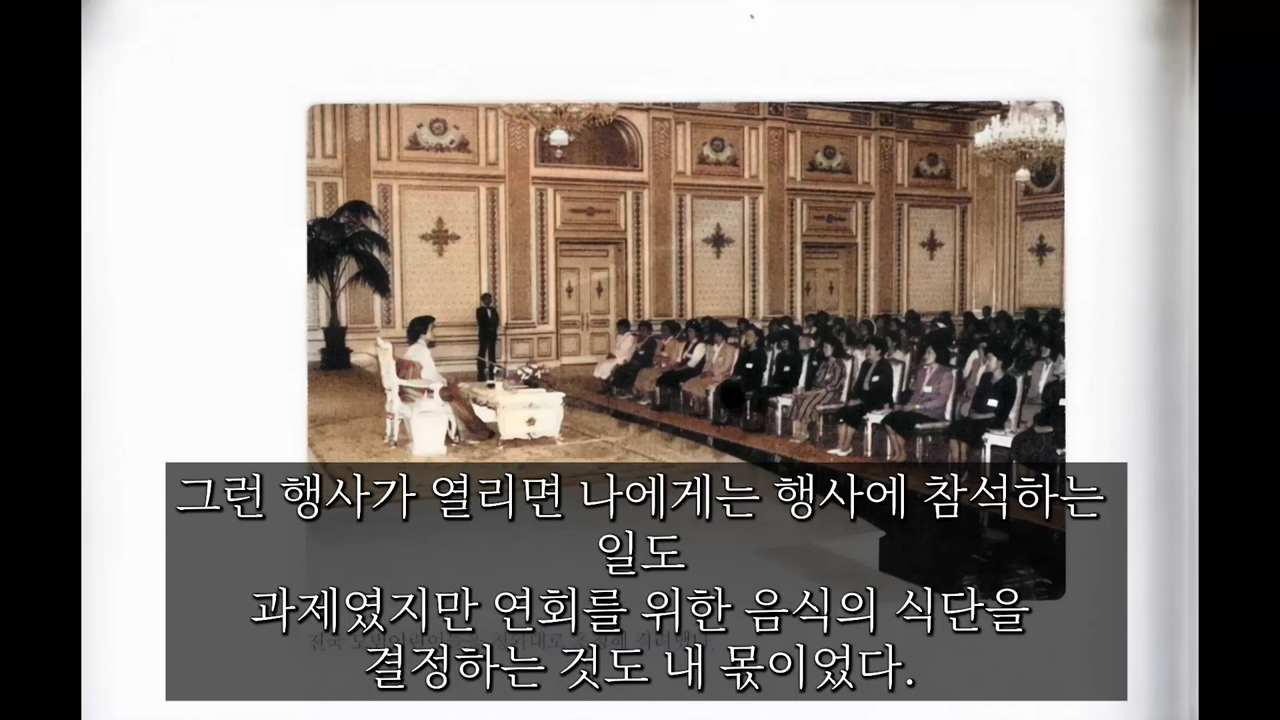 그런 행사가 열리면 나에게는 행사에 참석하는
일도
과제였지만 연회를 위한 음식의 식단을
결정하는 것도 내 몫이었다.